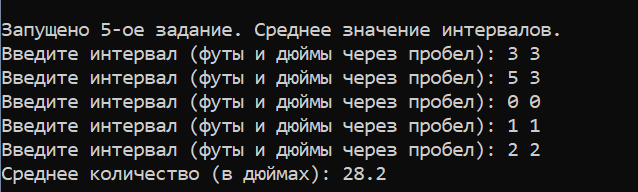 Запущено 5-ое задание. Среднее значение интервалов.
Введите интервал (футы и дюймы через пробел): 3 3
Введите интервал (футы и дюймы через пробел): 5 3
Введите интервал (футы и дюймы через пробел): 0 0
Введите интервал (футы и дюймы через пробел): 1 1
Введите интервал (футы и дюймы через пробел): 2 2
Среднее количество (в дюймах): 28.2